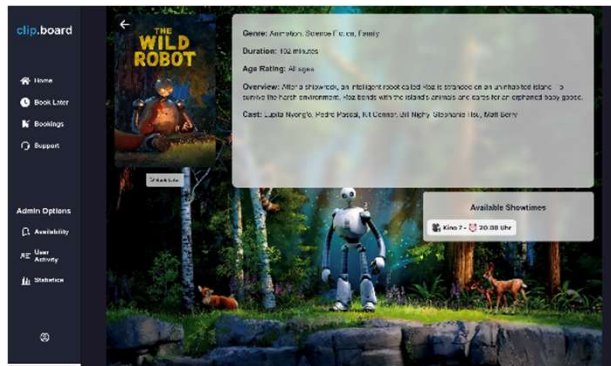 clip.board
Home
Book Later
Bookings
Support
Admin Options
Availability
User
Activity
Statistics
THE
WILD
ROBOT
Book Later
Genre: Animation, Science Fiction, Family
Duration: 102 minutes
Age Rating: All ages
Overview: After a shipwreck, an intelligent robot called Roz is stranded on an uninhabited island. To
survive the harsh environment, Roz bonds with the island's animals and cares for an orphaned baby goose.
Cast: Lupita Nyong'o, Pedro Pascal, Kit Connor, Bill Nighy, Stephanie Hsu, Matt Berry
Available Showtimes
Kino 2 - 20:00 Uhr